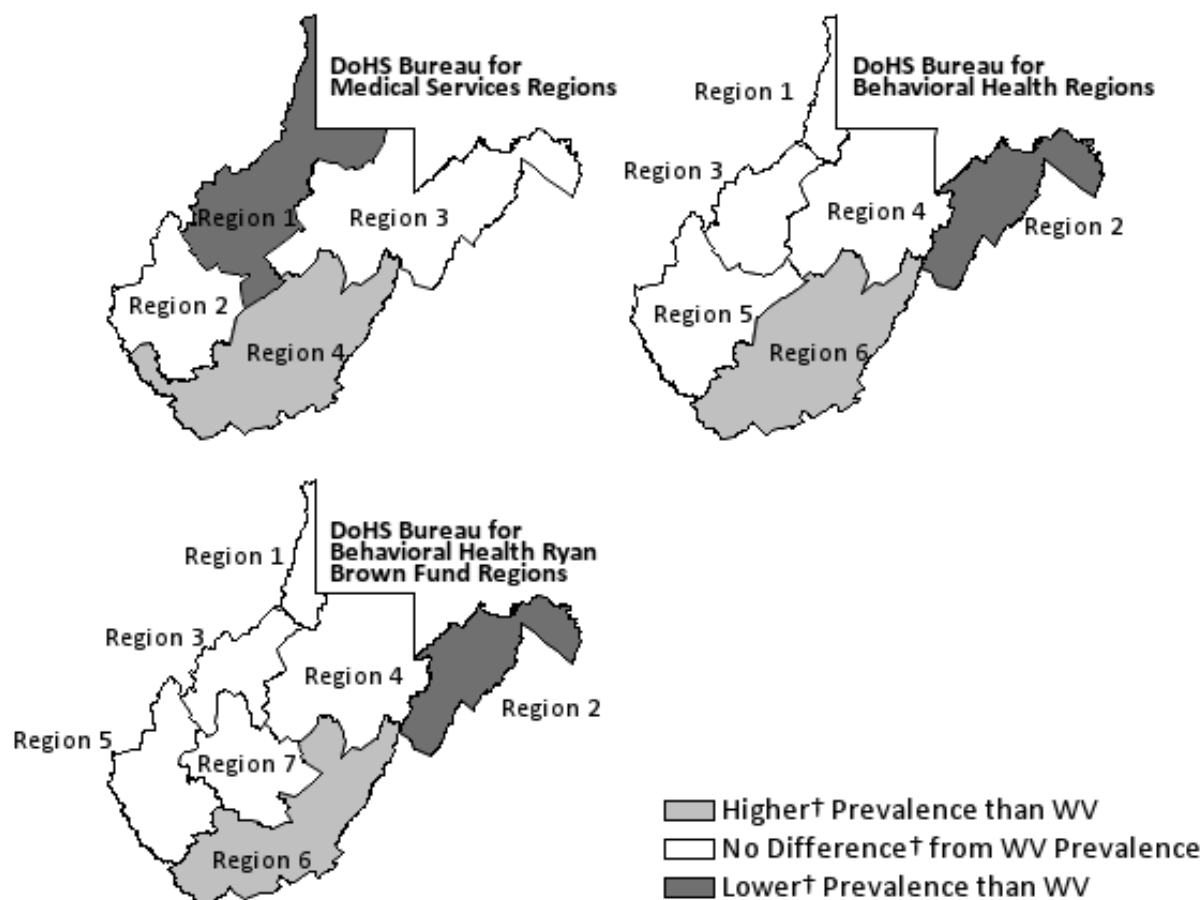 DoHS Bureau for
Medical Services Regions
Region 1
Region 3
Region 2
Region 4
DoHS Bureau for
Behavioral Health Regions
Region 1
Region 3
Region 4
Region 2
Region 5
Region 6
DoHS Bureau for
Behavioral Health Ryan
Brown Fund Regions
Region 1
Region 3
Region 4
Region 2
Region 5
Region 7
Region 6
Higher† Prevalence than WV
No Difference† from WV Prevalence
Lower† Prevalence than WV